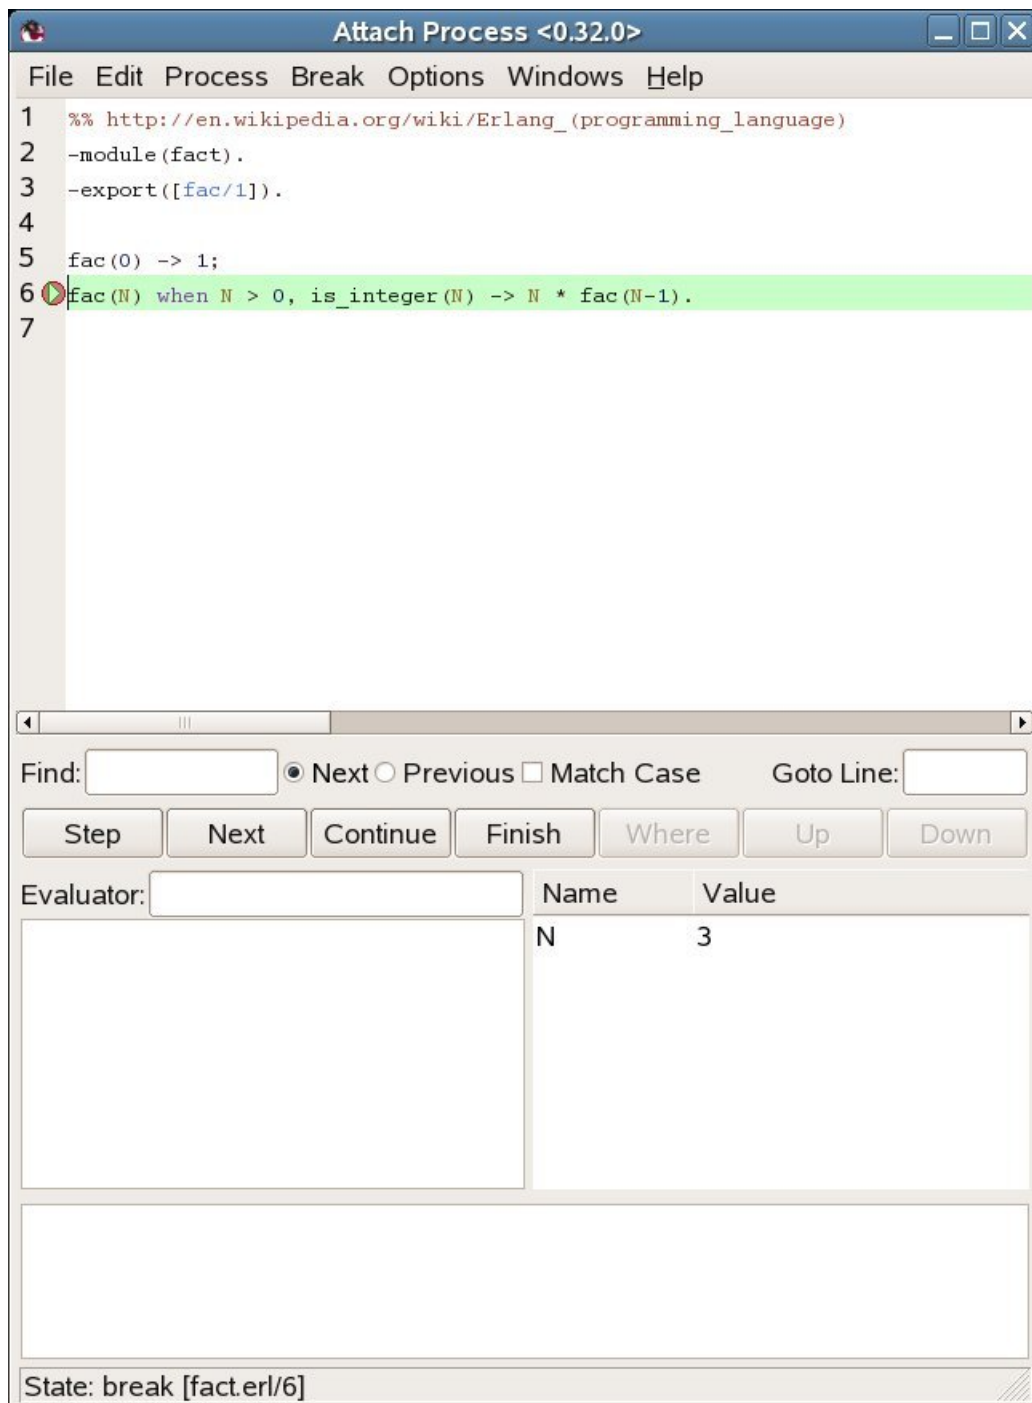 Attach Process <0.32.0>
File Edit Process Break Options Windows Help
1 %% http://en.wikipedia.org/wiki/Erlang_(programming_language)
2 -module(fact).
3 -export([fac/1]).
4
5 fac(0) -> 1;
6 fac(N) when N > 0, is_integer(N) -> N * fac(N-1).
7
Find: Next Previous Match Case Goto Line:
Step Next Continue Finish Where Up Down
Evaluator: Name Value
N 3
State: break [fact.erl/6]